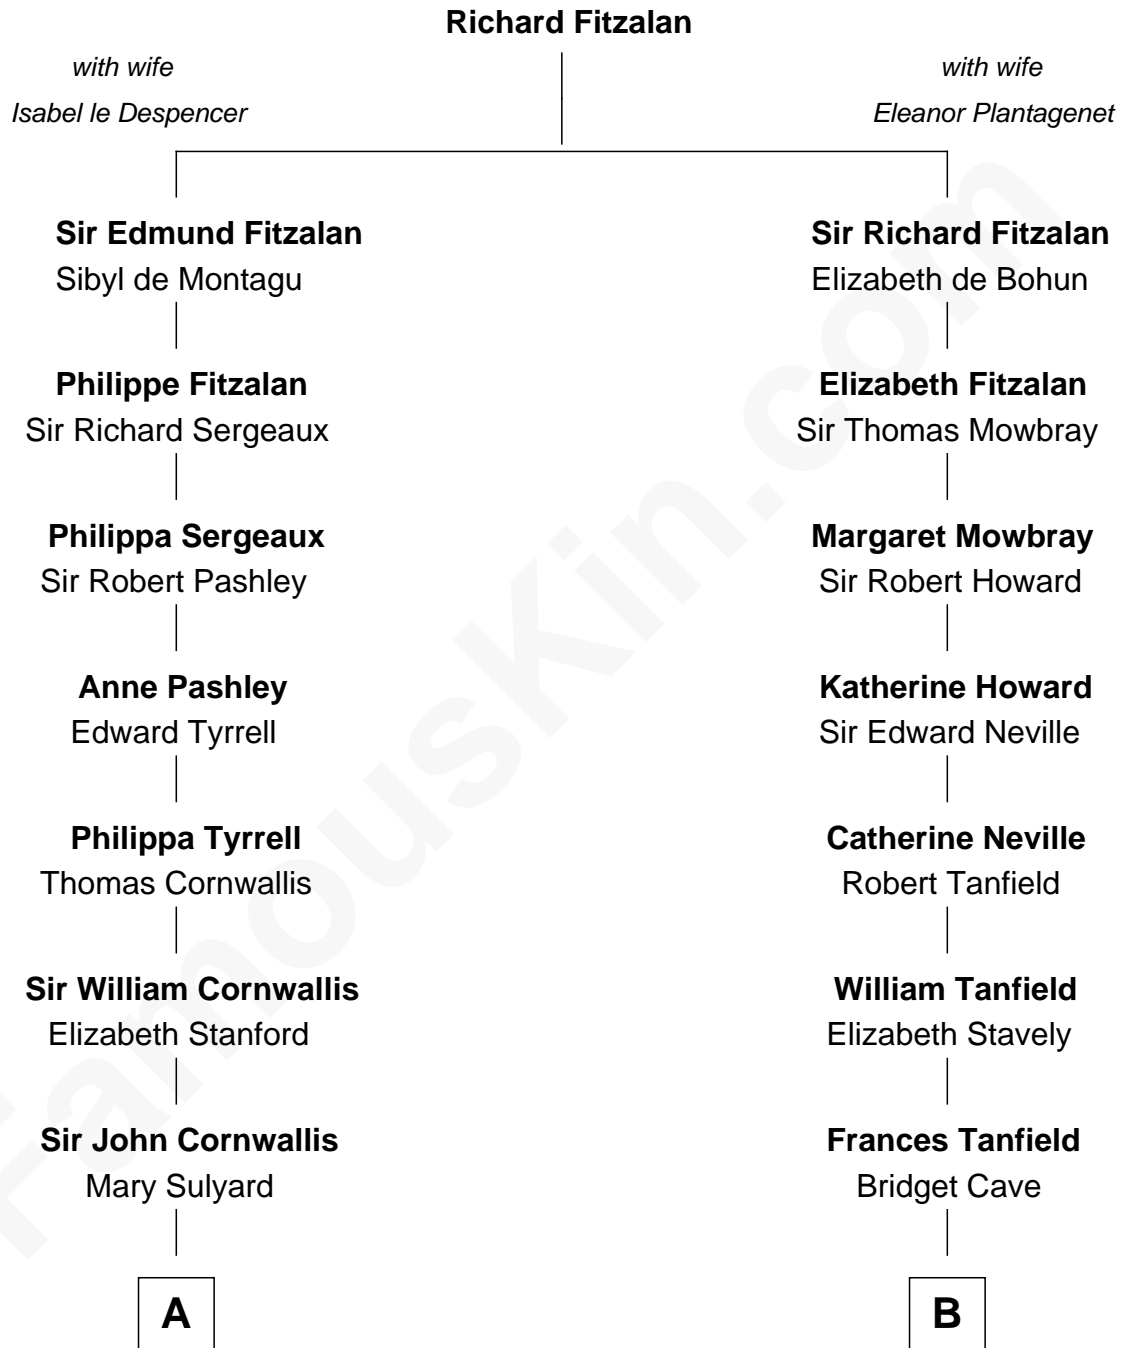 Richard Fitzalan
with wife
Isabel le Despencer
with wife
Eleanor Plantagenet
Sir Edmund Fitzalan
Sibyl de Montagu
Sir Richard Fitzalan
Elizabeth de Bohun
Philippe Fitzalan
Sir Richard Sergeaux
Elizabeth Fitzalan
Sir Thomas Mowbray
Philippa Sergeaux
Sir Robert Pashley
Margaret Mowbray
Sir Robert Howard
Anne Pashley
Edward Tyrrell
Katherine Howard
Sir Edward Neville
Philippa Tyrrell
Thomas Cornwallis
Catherine Neville
Robert Tanfield
Sir William Cornwallis
Elizabeth Stanford
William Tanfield
Elizabeth Stavely
Sir John Cornwallis
Mary Sulyard
Frances Tanfield
Bridget Cave
A
B
FamousKin.com